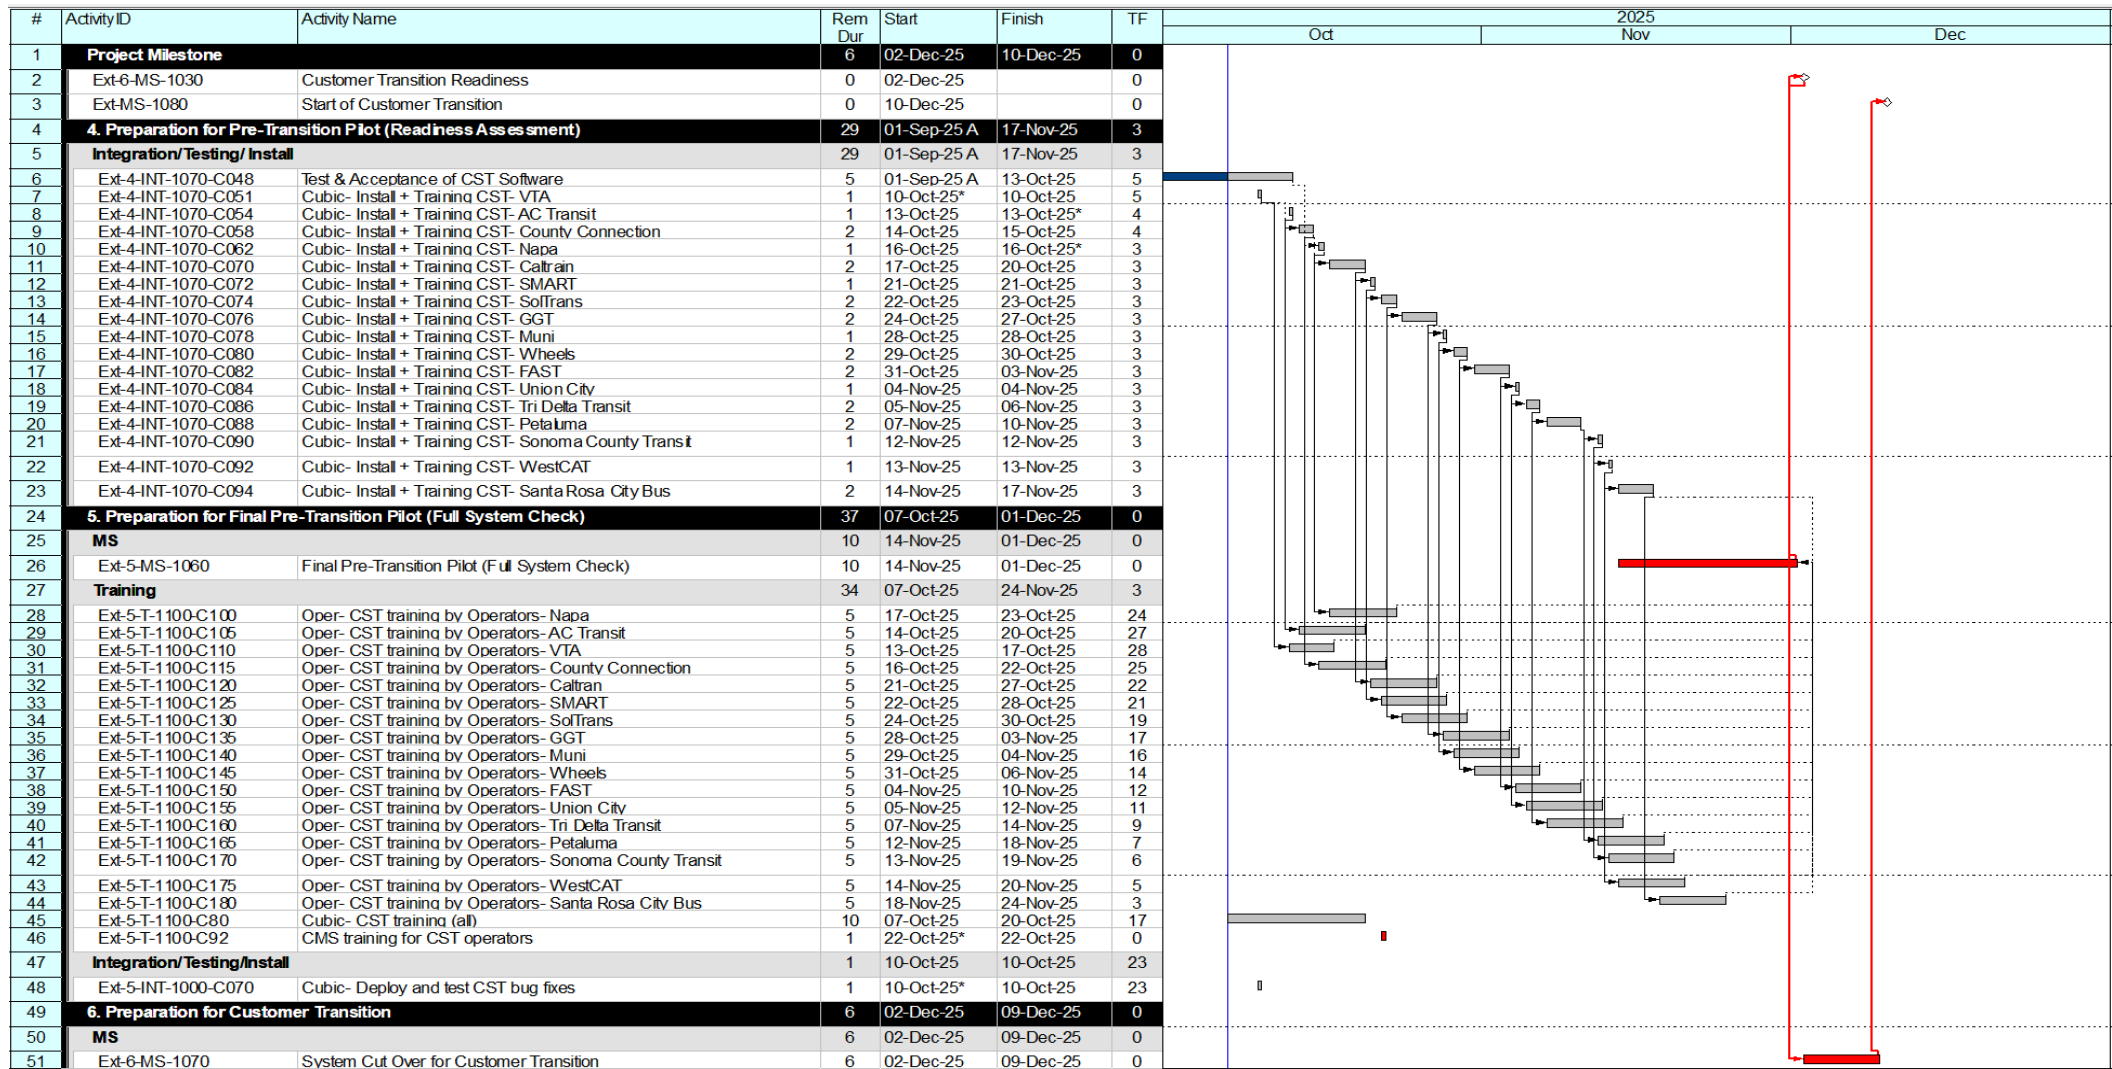 # Activity ID Activity Name Rem Dur Start Finish TF 2025
Oct Nov Dec
1 Project Milestone 6 02-Dec-25 10-Dec-25 0
2 Ext-6-MS-1030 Customer Transition Readiness 0 02-Dec-25 0
3 Ext-MS-1080 Start of Customer Transition 0 10-Dec-25 0
4 4. Preparation for Pre-Transition Pilot (Readiness Assessment) 29 01-Sep-25 A 17-Nov-25 3
5 Integration/Testing/ Install 29 01-Sep-25 A 17-Nov-25 3
6 Ext-4-INT-1070-C048 Test & Acceptance of CST Software 5 01-Sep-25 A 13-Oct-25 5
7 Ext-4-INT-1070-C051 Cubic- Install + Training CST- VTA 1 10-Oct-25* 10-Oct-25 5
8 Ext-4-INT-1070-C054 Cubic- Install + Training CST- AC Transit 1 13-Oct-25 13-Oct-25* 4
9 Ext-4-INT-1070-C058 Cubic- Install + Training CST- County Connection 2 14-Oct-25 15-Oct-25 4
10 Ext-4-INT-1070-C062 Cubic- Install + Training CST- Napa 1 16-Oct-25 16-Oct-25* 3
11 Ext-4-INT-1070-C070 Cubic- Install + Training CST- Caltrain 2 17-Oct-25 20-Oct-25 3
12 Ext-4-INT-1070-C072 Cubic- Install + Training CST- SMART 1 21-Oct-25 21-Oct-25 3
13 Ext-4-INT-1070-C074 Cubic- Install + Training CST- SolTrans 2 22-Oct-25 23-Oct-25 3
14 Ext-4-INT-1070-C076 Cubic- Install + Training CST- GGT 2 24-Oct-25 27-Oct-25 3
15 Ext-4-INT-1070-C078 Cubic- Install + Training CST- Muni 1 28-Oct-25 28-Oct-25 3
16 Ext-4-INT-1070-C080 Cubic- Install + Training CST- Wheels 2 29-Oct-25 30-Oct-25 3
17 Ext-4-INT-1070-C082 Cubic- Install + Training CST- FAST 2 31-Oct-25 03-Nov-25 3
18 Ext-4-INT-1070-C084 Cubic- Install + Training CST- Union City 1 04-Nov-25 04-Nov-25 3
19 Ext-4-INT-1070-C086 Cubic- Install + Training CST- Tri Delta Transit 2 05-Nov-25 06-Nov-25 3
20 Ext-4-INT-1070-C088 Cubic- Install + Training CST- Petaluma 2 07-Nov-25 10-Nov-25 3
21 Ext-4-INT-1070-C090 Cubic- Install + Training CST- Sonoma County Transit 1 12-Nov-25 12-Nov-25 3
22 Ext-4-INT-1070-C092 Cubic- Install + Training CST- WestCAT 1 13-Nov-25 13-Nov-25 3
23 Ext-4-INT-1070-C094 Cubic- Install + Training CST- Santa Rosa City Bus 2 14-Nov-25 17-Nov-25 3
24 5. Preparation for Final Pre-Transition Pilot (Full System Check) 37 07-Oct-25 01-Dec-25 0
25 MS 10 14-Nov-25 01-Dec-25 0
26 Ext-5-MS-1060 Final Pre-Transition Pilot (Full System Check) 10 14-Nov-25 01-Dec-25 0
27 Training 34 07-Oct-25 24-Nov-25 3
28 Ext-5-T-1100-C100 Oper- CST training by Operators- Napa 5 17-Oct-25 23-Oct-25 24
29 Ext-5-T-1100-C105 Oper- CST training by Operators- AC Transit 5 14-Oct-25 20-Oct-25 27
30 Ext-5-T-1100-C110 Oper- CST training by Operators- VTA 5 13-Oct-25 17-Oct-25 28
31 Ext-5-T-1100-C115 Oper- CST training by Operators- County Connection 5 16-Oct-25 22-Oct-25 25
32 Ext-5-T-1100-C120 Oper- CST training by Operators- Caltran 5 21-Oct-25 27-Oct-25 22
33 Ext-5-T-1100-C125 Oper- CST training by Operators- SMART 5 22-Oct-25 28-Oct-25 21
34 Ext-5-T-1100-C130 Oper- CST training by Operators- SolTrans 5 24-Oct-25 30-Oct-25 19
35 Ext-5-T-1100-C135 Oper- CST training by Operators- GGT 5 28-Oct-25 03-Nov-25 17
36 Ext-5-T-1100-C140 Oper- CST training by Operators- Muni 5 29-Oct-25 04-Nov-25 16
37 Ext-5-T-1100-C145 Oper- CST training by Operators- Wheels 5 31-Oct-25 06-Nov-25 14
38 Ext-5-T-1100-C150 Oper- CST training by Operators- FAST 5 04-Nov-25 10-Nov-25 12
39 Ext-5-T-1100-C155 Oper- CST training by Operators- Union City 5 05-Nov-25 12-Nov-25 11
40 Ext-5-T-1100-C160 Oper- CST training by Operators- Tri Delta Transit 5 07-Nov-25 14-Nov-25 9
41 Ext-5-T-1100-C165 Oper- CST training by Operators- Petaluma 5 12-Nov-25 18-Nov-25 7
42 Ext-5-T-1100-C170 Oper- CST training by Operators- Sonoma County Transit 5 13-Nov-25 19-Nov-25 6
43 Ext-5-T-1100-C175 Oper- CST training by Operators- WestCAT 5 14-Nov-25 20-Nov-25 5
44 Ext-5-T-1100-C180 Oper- CST training by Operators- Santa Rosa City Bus 5 18-Nov-25 24-Nov-25 3
45 Ext-5-T-1100-C80 Cubic- CST training (all) 10 07-Oct-25 20-Oct-25 17
46 Ext-5-T-1100-C92 CMS training for CST operators 1 22-Oct-25* 22-Oct-25 0
47 Integration/Testing/Install 1 10-Oct-25 10-Oct-25 23
48 Ext-5-INT-1000-C070 Cubic- Deploy and test CST bug fixes 1 10-Oct-25* 10-Oct-25 23
49 6. Preparation for Customer Transition 6 02-Dec-25 09-Dec-25 0
50 MS 6 02-Dec-25 09-Dec-25 0
51 Ext-6-MS-1070 System Cut Over for Customer Transition 6 02-Dec-25 09-Dec-25 0